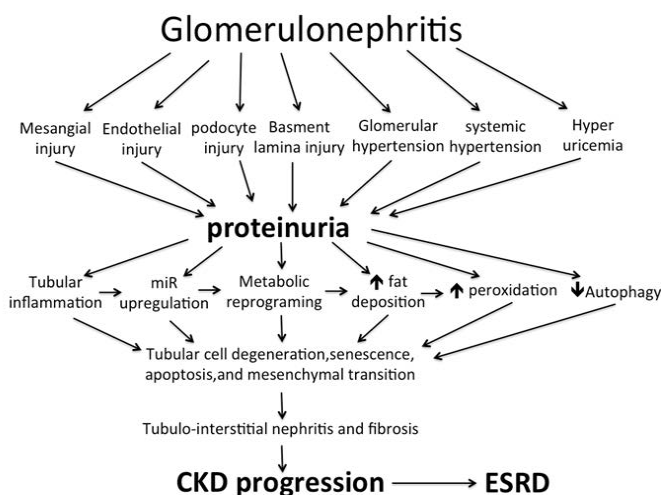 Glomerulonephritis
Mesangial
injury
Endothelial
injury
podocyte
injury
Basment
lamina injury
Glomerular
hypertension
systemic
hypertension
Hyper
uricemia
proteinuria
Tubular
inflammation
miR
upregulation
Metabolic
reprograming
fat
deposition
peroxidation
Autophagy
Tubular cell degeneration,senescence,
apoptosis,and mesenchymal transition
Tubulo-interstitial nephritis and fibrosis
CKD progression
ESRD